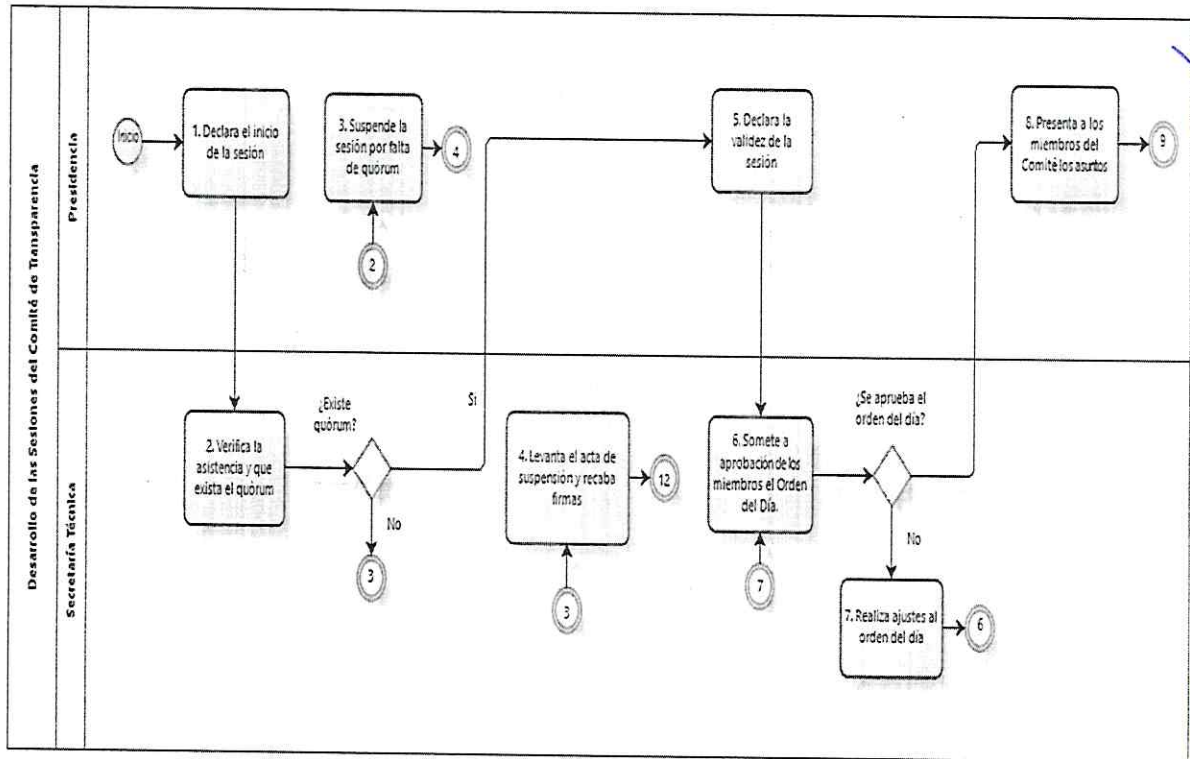 Desarrollo de las Sesiones del Comité de Transparencia
Presidencia
Inicio
1. Declara el inicio
de la sesión
3. Suspende la
sesión por falta
de quórum
4
2
5. Declara la
validez de la
sesión
8. Presenta a los
miembros del
Comité los asuntos
9
Secretaría Técnica
2. Verifica la
asistencia y que
exista el quórum
¿Existe
quórum?
Si
No
3
4. Levanta el acta de
suspensión y recaba
firmas
12
3
6. Somete a
aprobación de los
miembros el Orden
del Día.
7
¿Se aprueba el
orden del día?
No
7. Realiza ajustes al
orden del día
6